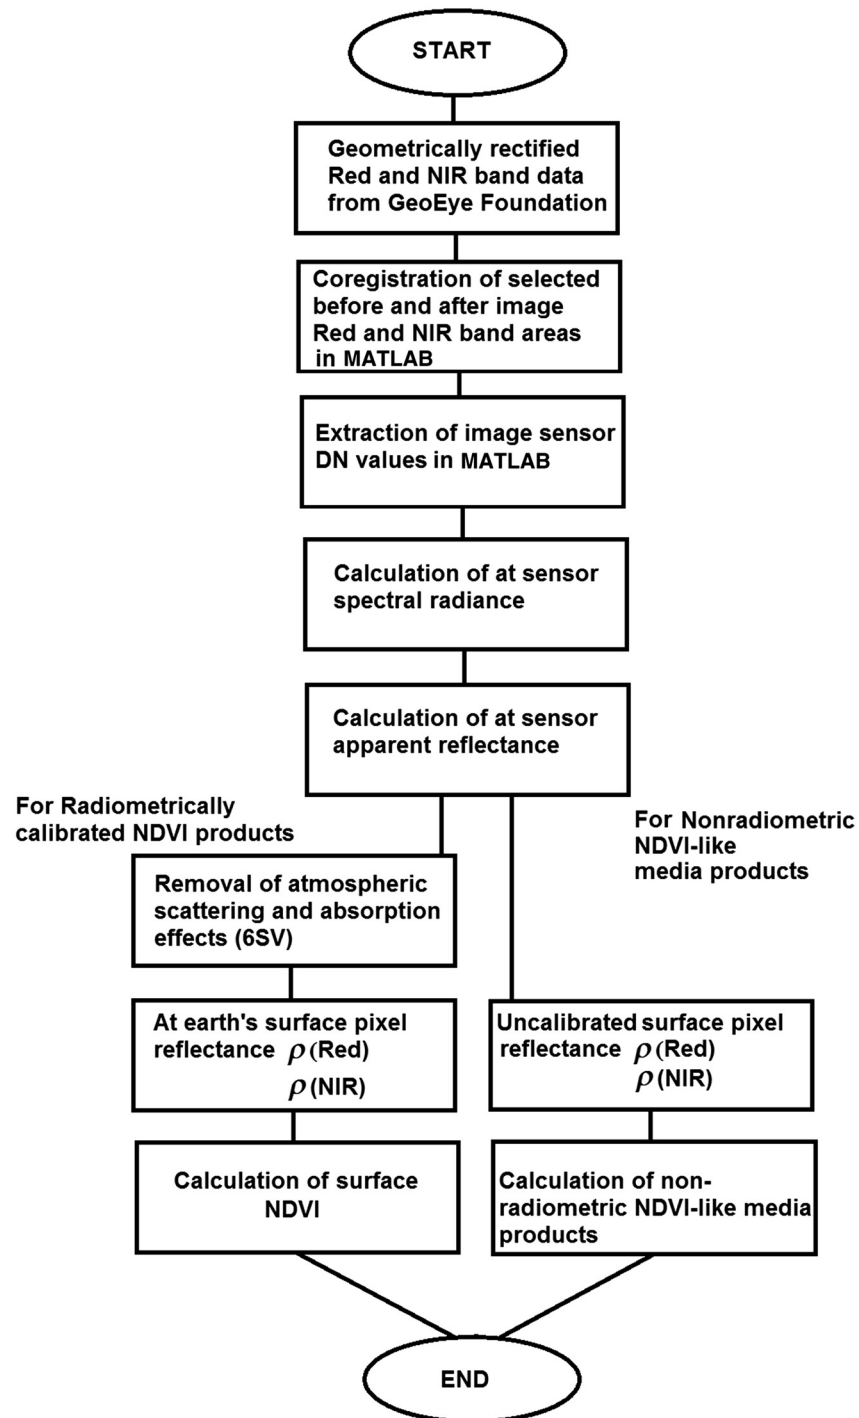 START
Geometrically rectified
Red and NIR band data
from GeoEye Foundation
Coregistration of selected
before and after image
Red and NIR band areas
in MATLAB
Extraction of image sensor
DN values in MATLAB
Calculation of at sensor
spectral radiance
Calculation of at sensor
apparent reflectance
For Radiometrically
calibrated NDVI products
For Nonradiometric
NDVI-like
media products
Removal of atmospheric
scattering and absorption
effects (6SV)
At earth's surface pixel
reflectance ρ(Red)
ρ(NIR)
Uncalibrated surface pixel
reflectance ρ(Red)
ρ(NIR)
Calculation of surface
NDVI
Calculation of non-
radiometric NDVI-like media
products
END